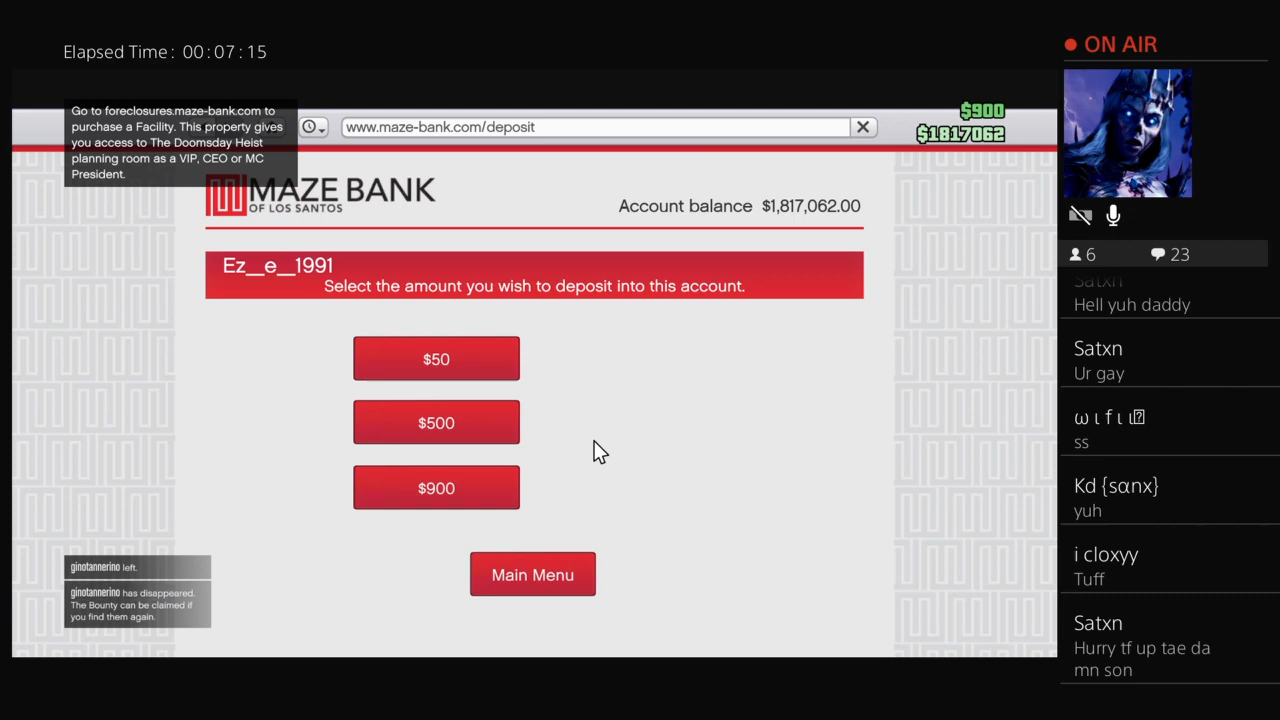 Elapsed Time: 00:07:15
ON AIR
Go to foreclosures.maze-bank.com to
purchase a Facility. This property gives
you access to The Doomsday Heist
planning room as a VIP, CEO or MC
President.
www.maze-bank.com/deposit
$900
$1817062
MAZE BANK
OF LOS SANTOS
Account balance $1,817,062.00
Ez__e__1991
Select the amount you wish to deposit into this account.
$50
$500
$900
Main Menu
ginotannerino left.
ginotannerino has disappeared.
The Bounty can be claimed if
you find them again.
6 23
Satxn
Hell yuh daddy
Satxn
Ur gay
ω ι f ι ι
ss
Kd {sαnx}
yuh
i cloxyy
Tuff
Satxn
Hurry tf up tae da
mn son